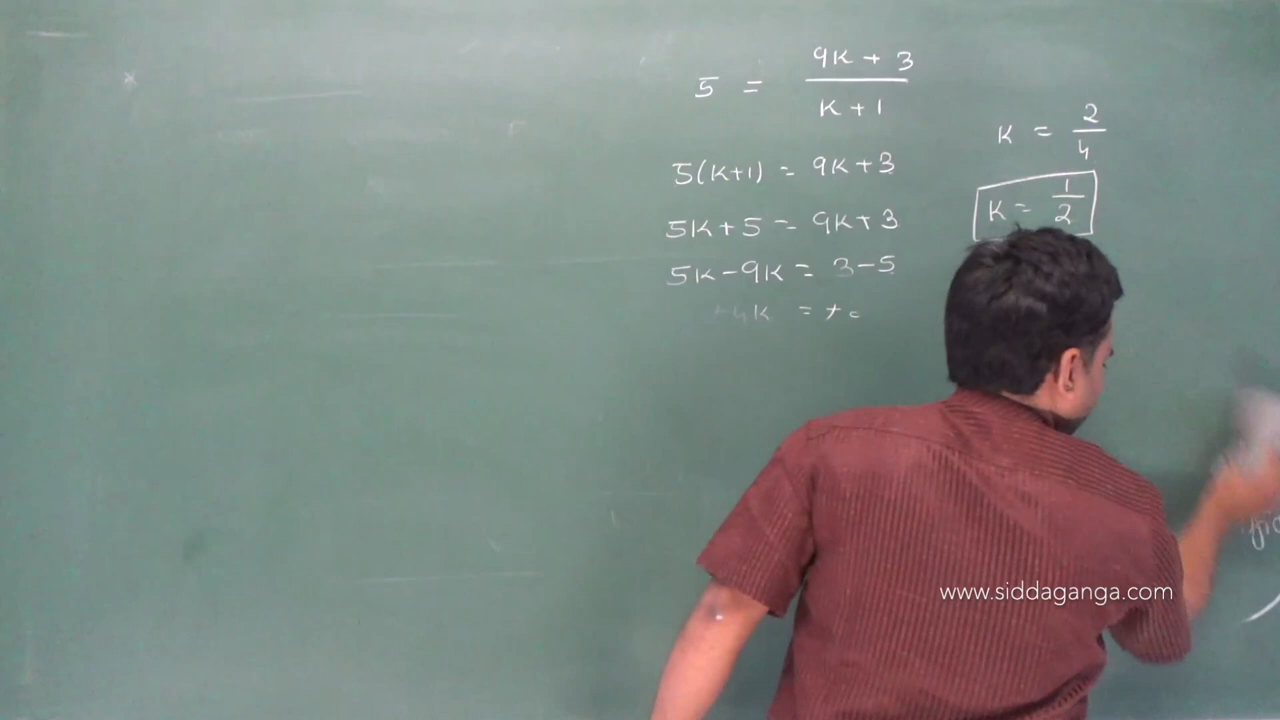 5 = (9K + 3)/(K + 1)
5(K+1) = 9K+3
5K+5 = 9K+3
5K-9K = 3-5
+4K = +
K = 2/4
K = 1/2
www.siddaganga.com